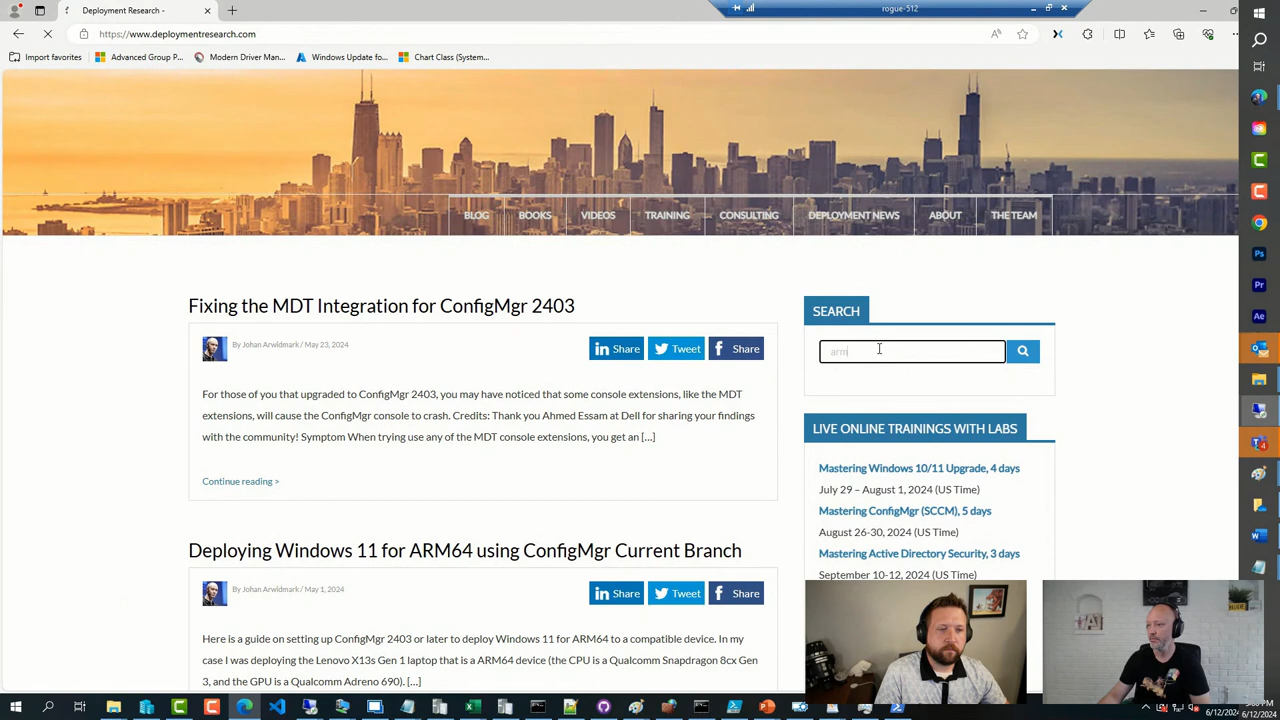 Deployment Research
rogue-512
https://www.deploymentresearch.com
Import favorites
Advanced Group P...
Modern Driver Man...
Windows Update fo...
Chart Class (System...
BLOG
BOOKS
VIDEOS
TRAINING
CONSULTING
DEPLOYMENT NEWS
ABOUT
THE TEAM
Fixing the MDT Integration for ConfigMgr 2403
By Johan Arwidmark / May 23, 2024
Share
Tweet
Share
For those of you that upgraded to ConfigMgr 2403, you may have noticed that some console extensions, like the MDT
extensions, will cause the ConfigMgr console to crash. Credits: Thank you Ahmed Essam at Dell for sharing your findings
with the community! Symptom When trying use any of the MDT console extensions, you get an […]
Continue reading >
Deploying Windows 11 for ARM64 using ConfigMgr Current Branch
By Johan Arwidmark / May 1, 2024
Share
Tweet
Share
Here is a guide on setting up ConfigMgr 2403 or later to deploy Windows 11 for ARM64 to a compatible device. In my
case I was deploying the Lenovo X13s Gen 1 laptop that is a ARM64 device (the CPU is a Qualcomm Snapdragon 8cx Gen
3, and the GPU is a Qualcomm Adreno 690). […]
SEARCH
arm
LIVE ONLINE TRAININGS WITH LABS
Mastering Windows 10/11 Upgrade, 4 days
July 29 – August 1, 2024 (US Time)
Mastering ConfigMgr (SCCM), 5 days
August 26-30, 2024 (US Time)
Mastering Active Directory Security, 3 days
September 10-12, 2024 (US Time)
6/12/2024